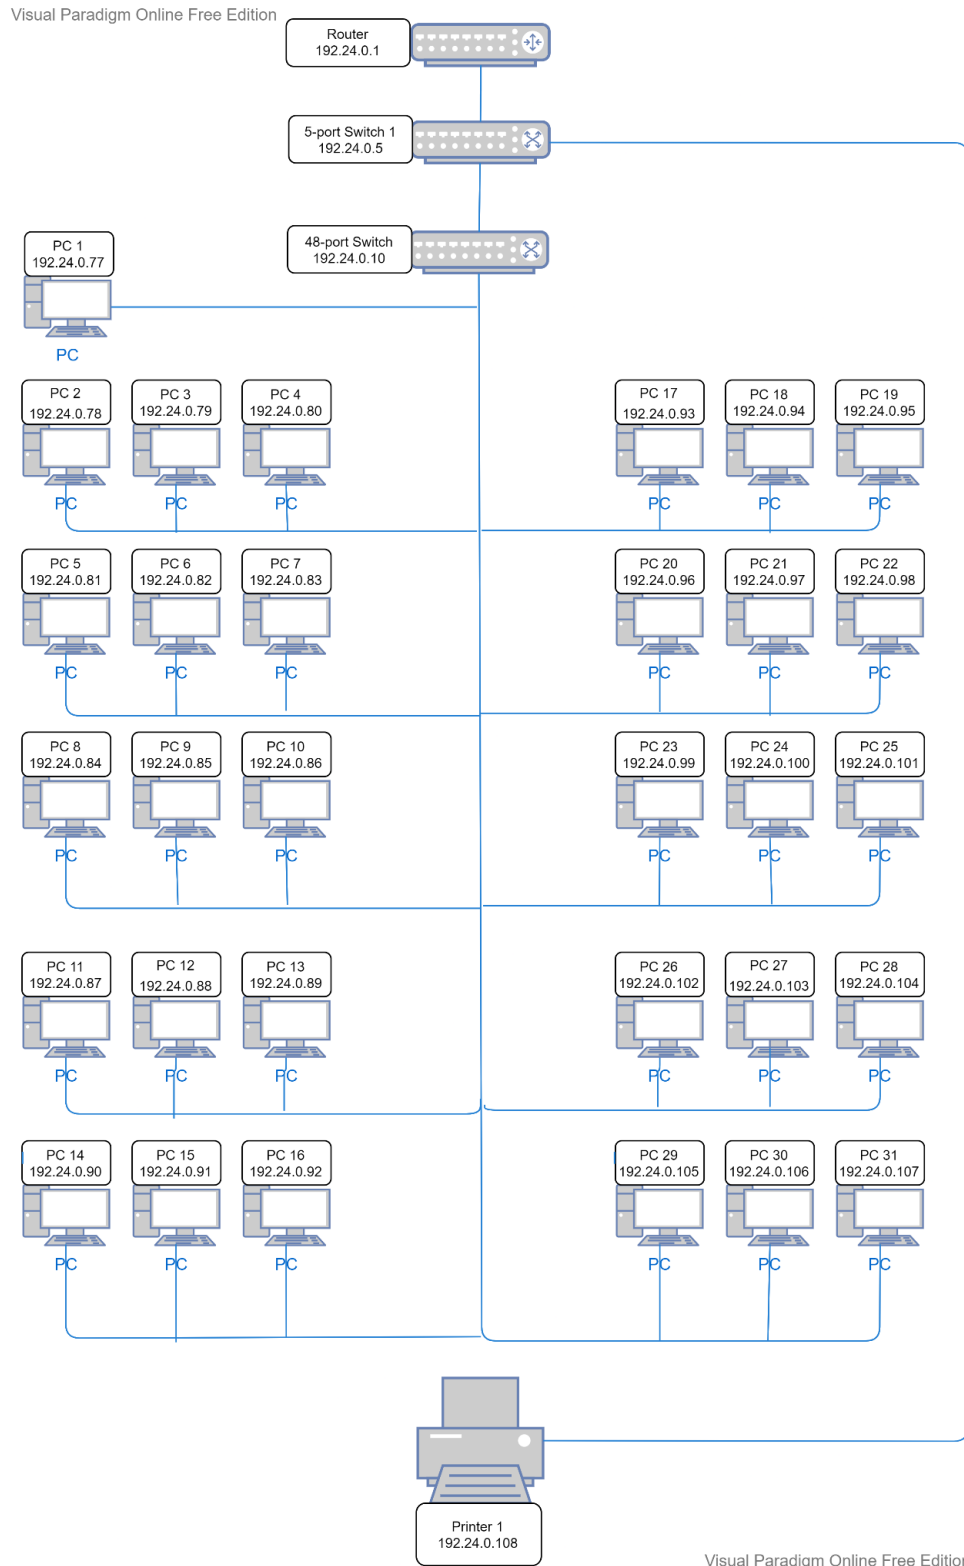 Visual Paradigm Online Free Edition
Router
192.24.0.1
5-port Switch 1
192.24.0.5
48-port Switch
192.24.0.10
PC 1
192.24.0.77
PC
PC 2
192.24.0.78
PC
PC 3
192.24.0.79
PC
PC 4
192.24.0.80
PC
PC 17
192.24.0.93
PC
PC 18
192.24.0.94
PC
PC 19
192.24.0.95
PC
PC 5
192.24.0.81
PC
PC 6
192.24.0.82
PC
PC 7
192.24.0.83
PC
PC 20
192.24.0.96
PC
PC 21
192.24.0.97
PC
PC 22
192.24.0.98
PC
PC 8
192.24.0.84
PC
PC 9
192.24.0.85
PC
PC 10
192.24.0.86
PC
PC 23
192.24.0.99
PC
PC 24
192.24.0.100
PC
PC 25
192.24.0.101
PC
PC 11
192.24.0.87
PC
PC 12
192.24.0.88
PC
PC 13
192.24.0.89
PC
PC 26
192.24.0.102
PC
PC 27
192.24.0.103
PC
PC 28
192.24.0.104
PC
PC 14
192.24.0.90
PC
PC 15
192.24.0.91
PC
PC 16
192.24.0.92
PC
PC 29
192.24.0.105
PC
PC 30
192.24.0.106
PC
PC 31
192.24.0.107
PC
Printer 1
192.24.0.108
Visual Paradigm Online Free Edition